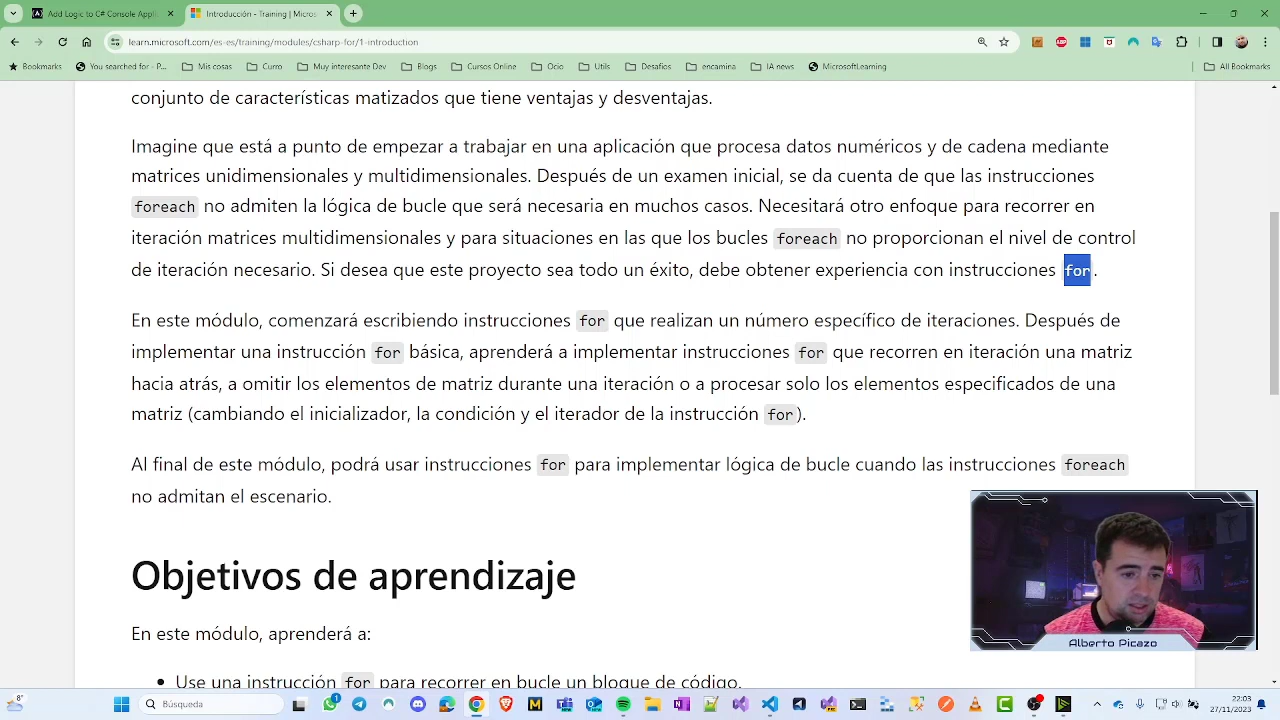 Add Logic to C# Console Appli
Introducción - Training | Micros
learn.microsoft.com/es-es/training/modules/csharp-for/1-introduction
Bookmarks
You searched for - P...
Mis cosas
Curro
Muy interesante Dev
Blogs
Cursos Online
Ocio
Utils
Desafios
encamina
IA news
MicrosoftLearning
All Bookmarks
conjunto de características matizados que tiene ventajas y desventajas.
Imagine que está a punto de empezar a trabajar en una aplicación que procesa datos numéricos y de cadena mediante
matrices unidimensionales y multidimensionales. Después de un examen inicial, se da cuenta de que las instrucciones
foreach no admiten la lógica de bucle que será necesaria en muchos casos. Necesitará otro enfoque para recorrer en
iteración matrices multidimensionales y para situaciones en las que los bucles foreach no proporcionan el nivel de control
de iteración necesario. Si desea que este proyecto sea todo un éxito, debe obtener experiencia con instrucciones for.
En este módulo, comenzará escribiendo instrucciones for que realizan un número específico de iteraciones. Después de
implementar una instrucción for básica, aprenderá a implementar instrucciones for que recorren en iteración una matriz
hacia atrás, a omitir los elementos de matriz durante una iteración o a procesar solo los elementos especificados de una
matriz (cambiando el inicializador, la condición y el iterador de la instrucción for).
Al final de este módulo, podrá usar instrucciones for para implementar lógica de bucle cuando las instrucciones foreach
no admitan el escenario.
Objetivos de aprendizaje
En este módulo, aprenderá a:
Use una instrucción for para recorrer en bucle un bloque de código.
Alberto Picazo
8°
Búsqueda
22:03
27/11/2023